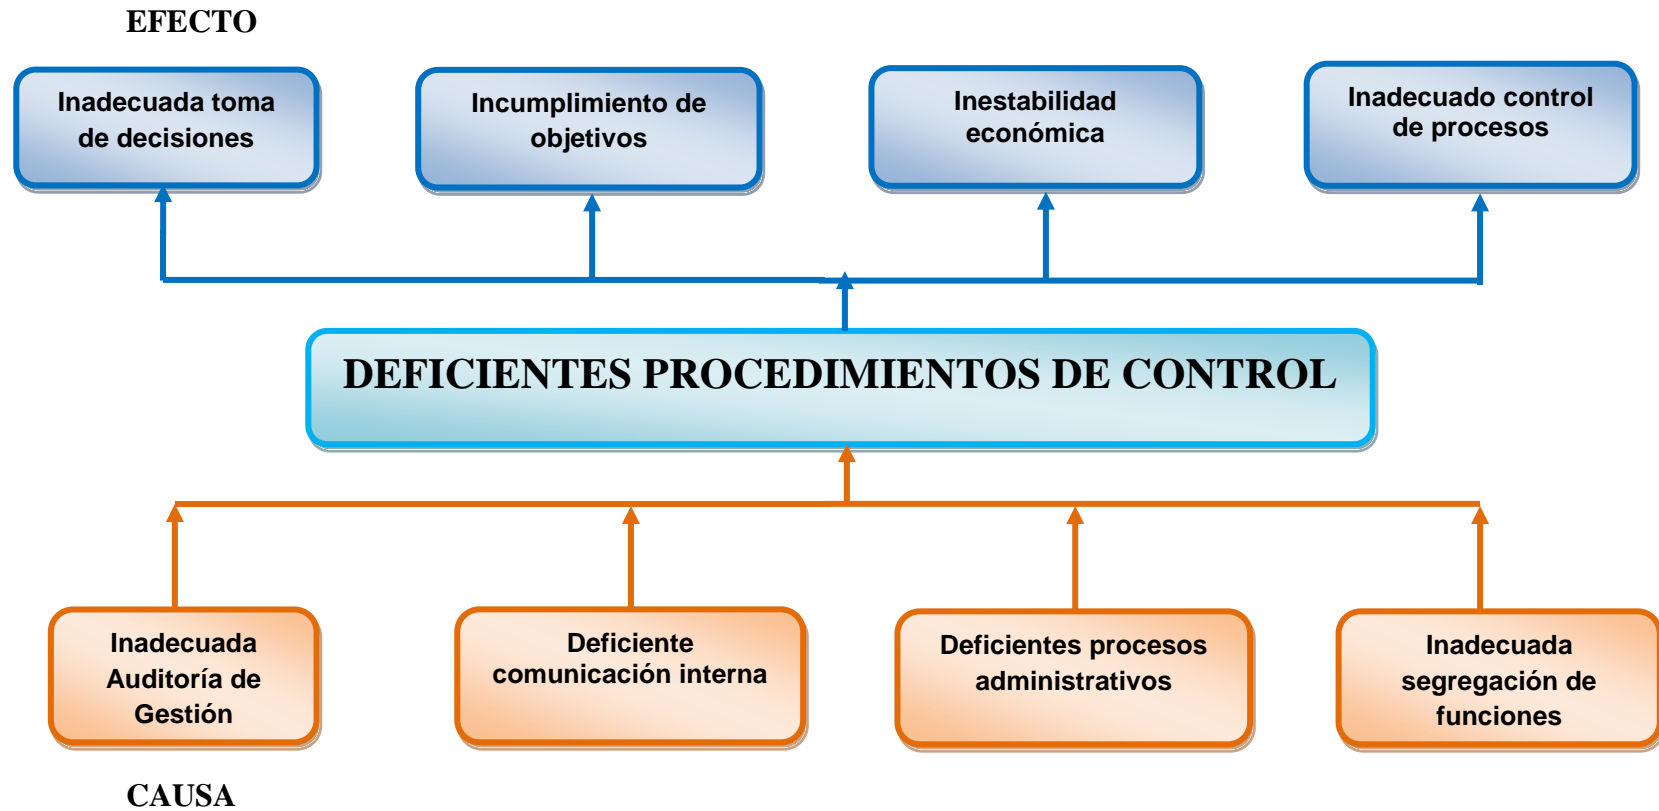 EFECTO
Inadecuada toma
de decisiones
Incumplimiento de
objetivos
Inestabilidad
económica
Inadecuado control
de procesos
DEFICIENTES PROCEDIMIENTOS DE CONTROL
Inadecuada
Auditoría de
Gestión
Deficiente
comunicación interna
Deficientes procesos
administrativos
Inadecuada
segregación de
funciones
CAUSA